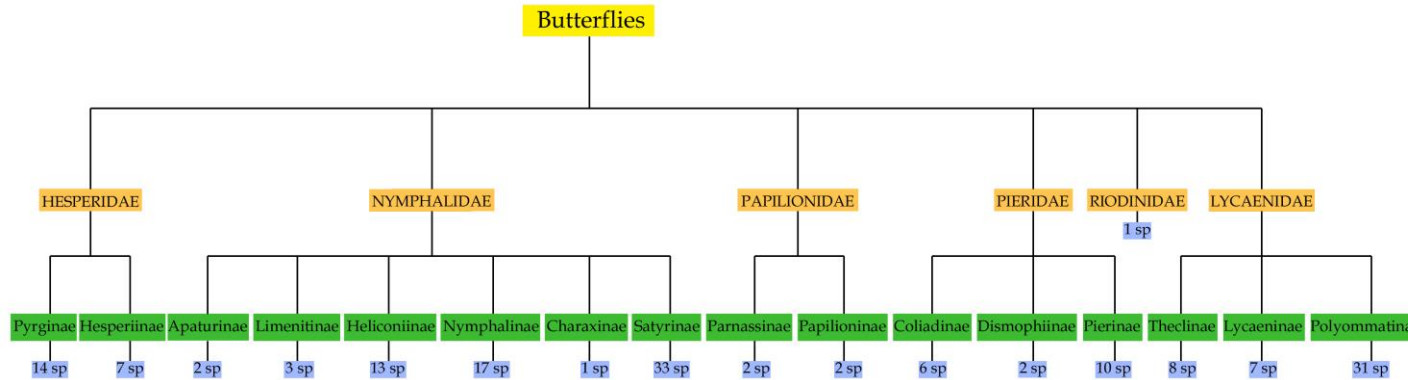 Butterflies
HESPERIDAE NYMPHALIDAE PAPILIONIDAE PIERIDAE RIODINIDAE LYCAENIDAE
1 sp
Pyrginae Hesperiinae Apaturinae Limenitinae Heliconiinae Nymphalinae Charaxinae Satyrinae Parnassinae Papilioninae Coliadinae Dismophiinae Pierinae Theclinae Lycaeninae Polyommatina
14 sp 7 sp 2 sp 3 sp 13 sp 17 sp 1 sp 33 sp 2 sp 2 sp 6 sp 2 sp 10 sp 8 sp 7 sp 31 sp